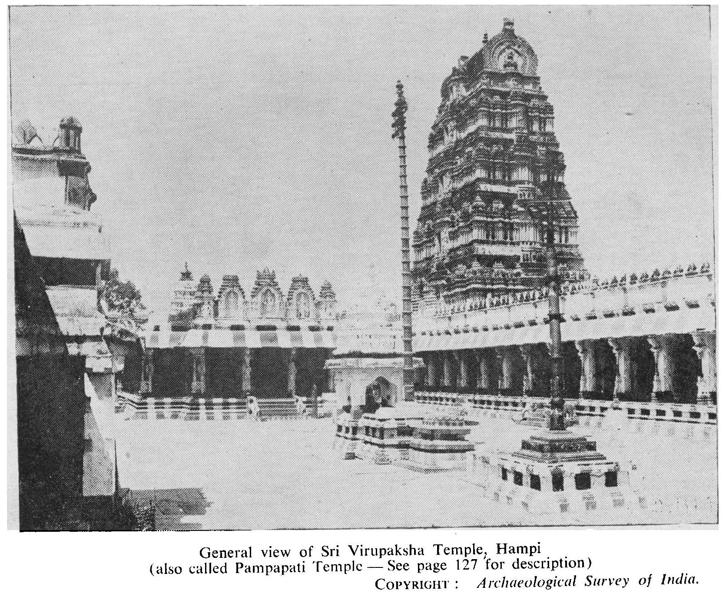 General view of Sri Virupaksha Temple, Hampi
(also called Pampapati Temple — See page 127 for description)
COPYRIGHT : Archaeological Survey of India.